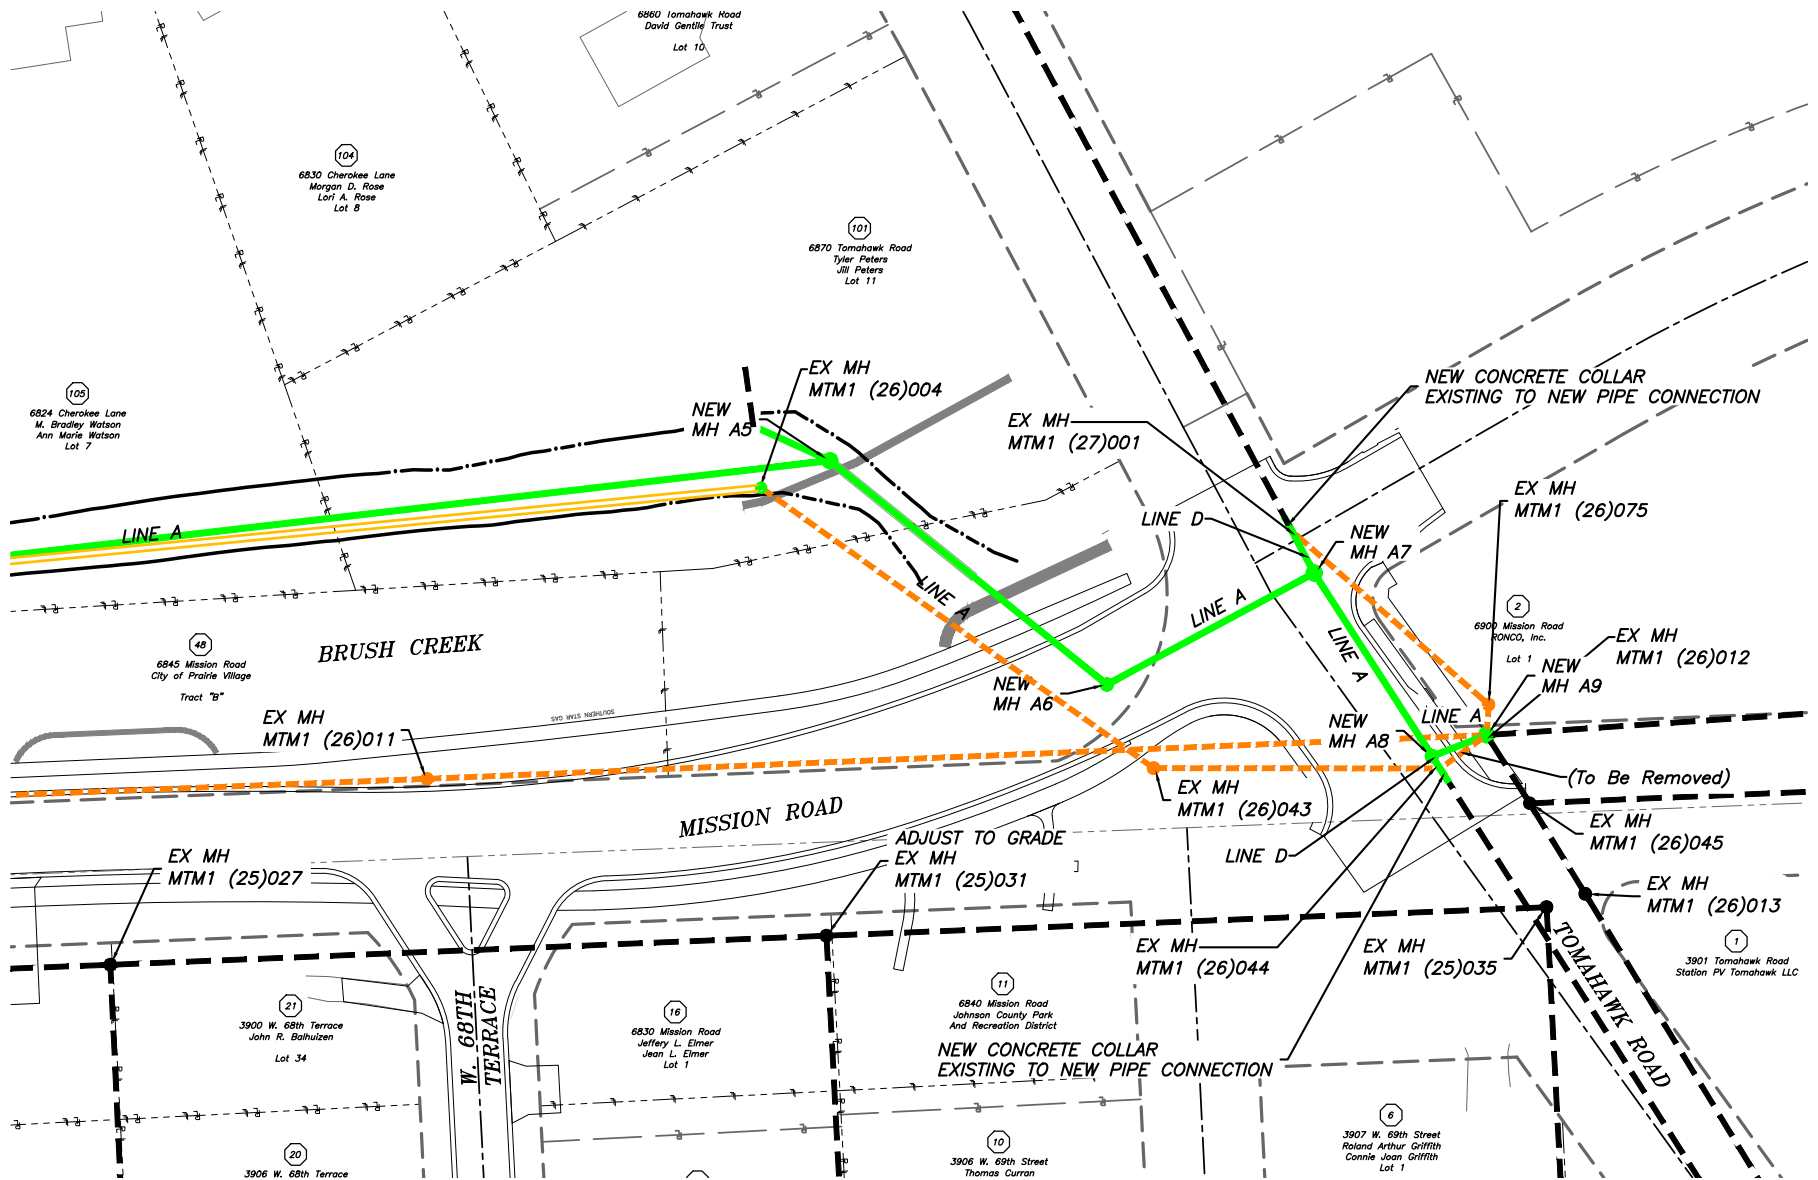 6860 Tomahawk Road
David Gentile Trust
Lot 10
104
6830 Cherokee Lane
Morgan D. Rose
Lori A. Rose
Lot 8
101
6870 Tomahawk Road
Tyler Peters
Jill Peters
Lot 11
105
6824 Cherokee Lane
M. Bradley Watson
Ann Marie Watson
Lot 7
EX MH
MTM1 (26)004
NEW
MH A5
EX MH
MTM1 (27)001
NEW CONCRETE COLLAR
EXISTING TO NEW PIPE CONNECTION
EX MH
MTM1 (26)075
LINE D
NEW
MH A7
LINE A
LINE A
LINE A
LINE A
2
6900 Mission Road
RONCO, Inc.
Lot 1
EX MH
MTM1 (26)012
NEW
MH A9
48
6845 Mission Road
City of Prairie Village
Tract "B"
BRUSH CREEK
NEW
MH A6
LINE A
NEW
MH A8
SOUTHERN STAR GAS
EX MH
MTM1 (26)011
(To Be Removed)
EX MH
MTM1 (26)043
MISSION ROAD
ADJUST TO GRADE
EX MH
MTM1 (25)031
LINE D
EX MH
MTM1 (26)045
EX MH
MTM1 (25)027
EX MH
MTM1 (26)013
EX MH
MTM1 (26)044
EX MH
MTM1 (25)035
TOMAHAWK ROAD
1
3901 Tomahawk Road
Station PV Tomahawk LLC
21
3900 W. 68th Terrace
John R. Balhuizen
Lot 34
W. 68TH
TERRACE
16
6830 Mission Road
Jeffery L. Elmer
Jean L. Elmer
Lot 1
11
6840 Mission Road
Johnson County Park
And Recreation District
NEW CONCRETE COLLAR
EXISTING TO NEW PIPE CONNECTION
6
3907 W. 69th Street
Roland Arthur Griffith
Connie Joan Griffith
Lot 1
20
3906 W. 68th Terrace
10
3906 W. 69th Street
Thomas Curran